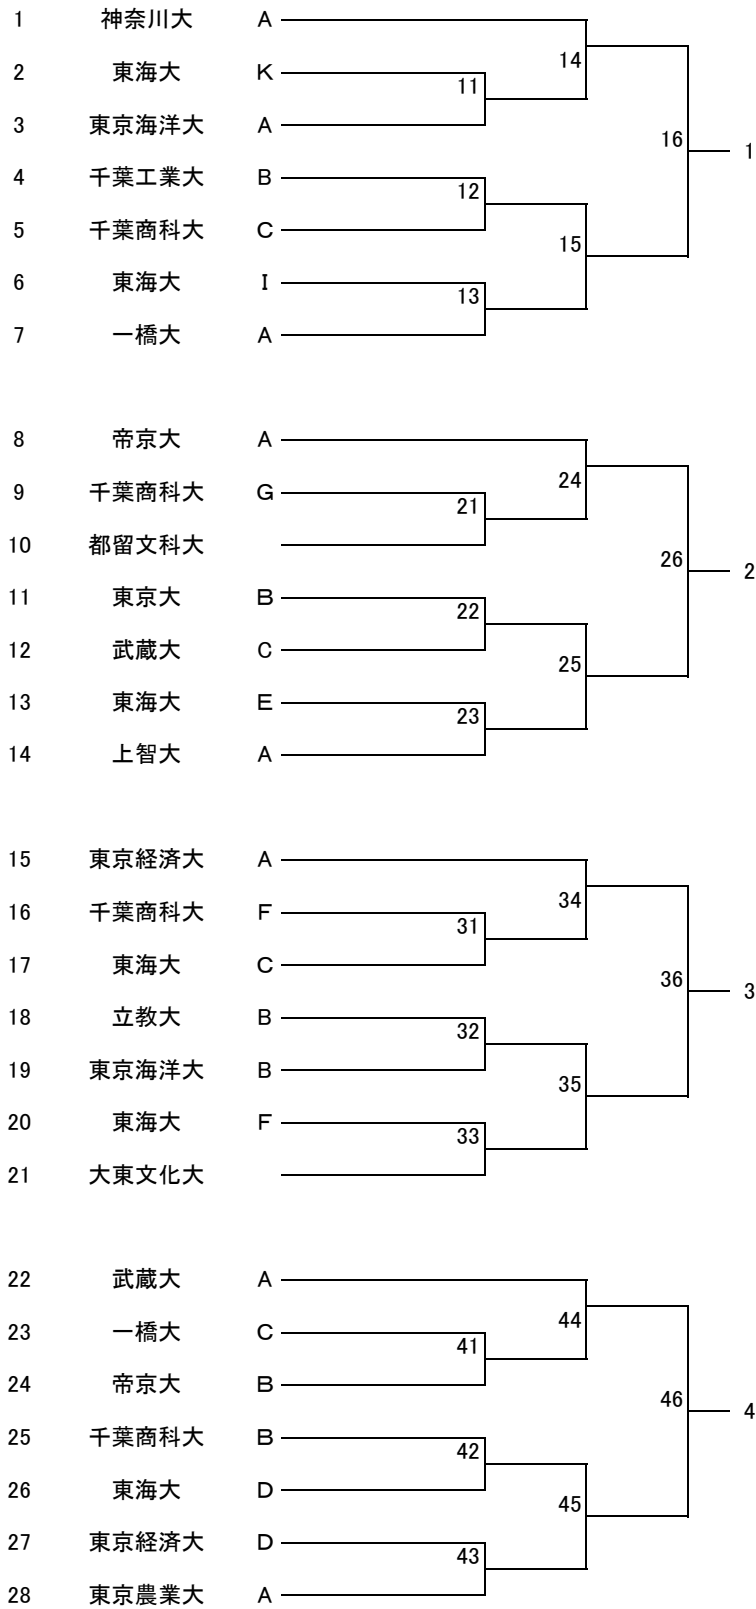 1 神奈川大 A
14
2 東海大 K
11
3 東京海洋大 A
16
1
4 千葉工業大 B
12
5 千葉商科大 C
15
6 東海大 I
13
7 一橋大 A
8 帝京大 A
24
9 千葉商科大 G
21
10 都留文科大
26
2
11 東京大 B
22
12 武蔵大 C
25
13 東海大 E
23
14 上智大 A
15 東京経済大 A
34
16 千葉商科大 F
31
17 東海大 C
36
3
18 立教大 B
32
19 東京海洋大 B
35
20 東海大 F
33
21 大東文化大
22 武蔵大 A
44
23 一橋大 C
41
24 帝京大 B
46
4
25 千葉商科大 B
42
26 東海大 D
45
27 東京経済大 D
43
28 東京農業大 A